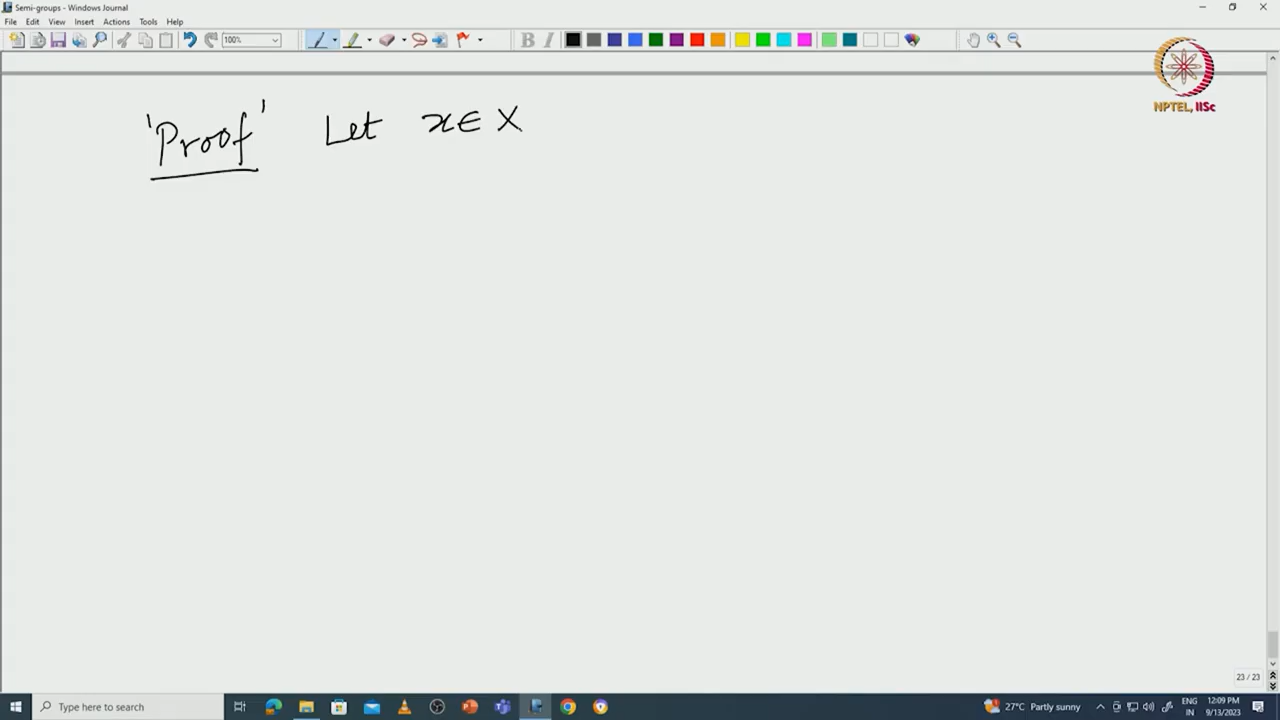 Semi-groups - Windows Journal
File Edit View Insert Actions Tools Help
100%
B I
NPTEL, IISc
'Proof' Let x ∈ X
23 / 23
Type here to search
27°C Partly sunny
ENG
IN
12:09 PM
9/13/2023